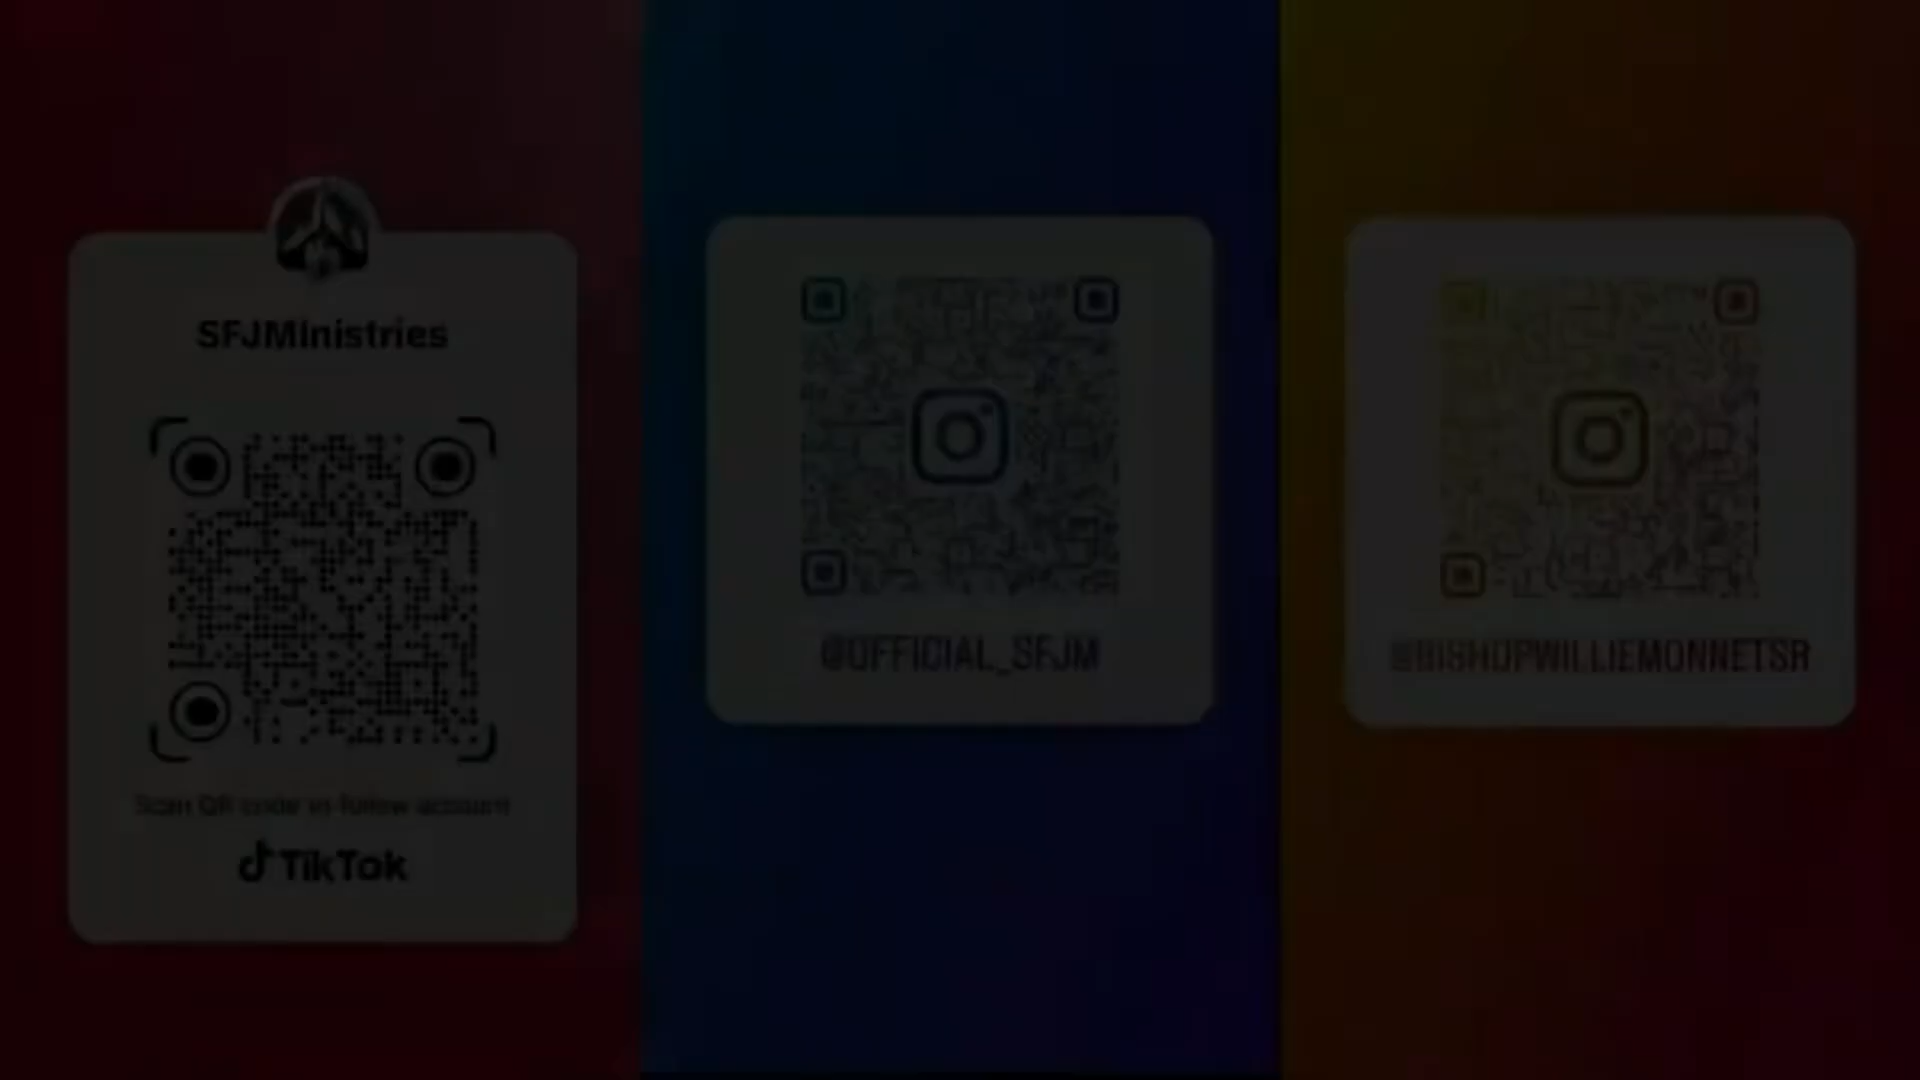 SFJMinistries
Scan QR code to follow account
TikTok
@OFFICIAL_SFJM
@BISHOPWILLIEMONNETSR